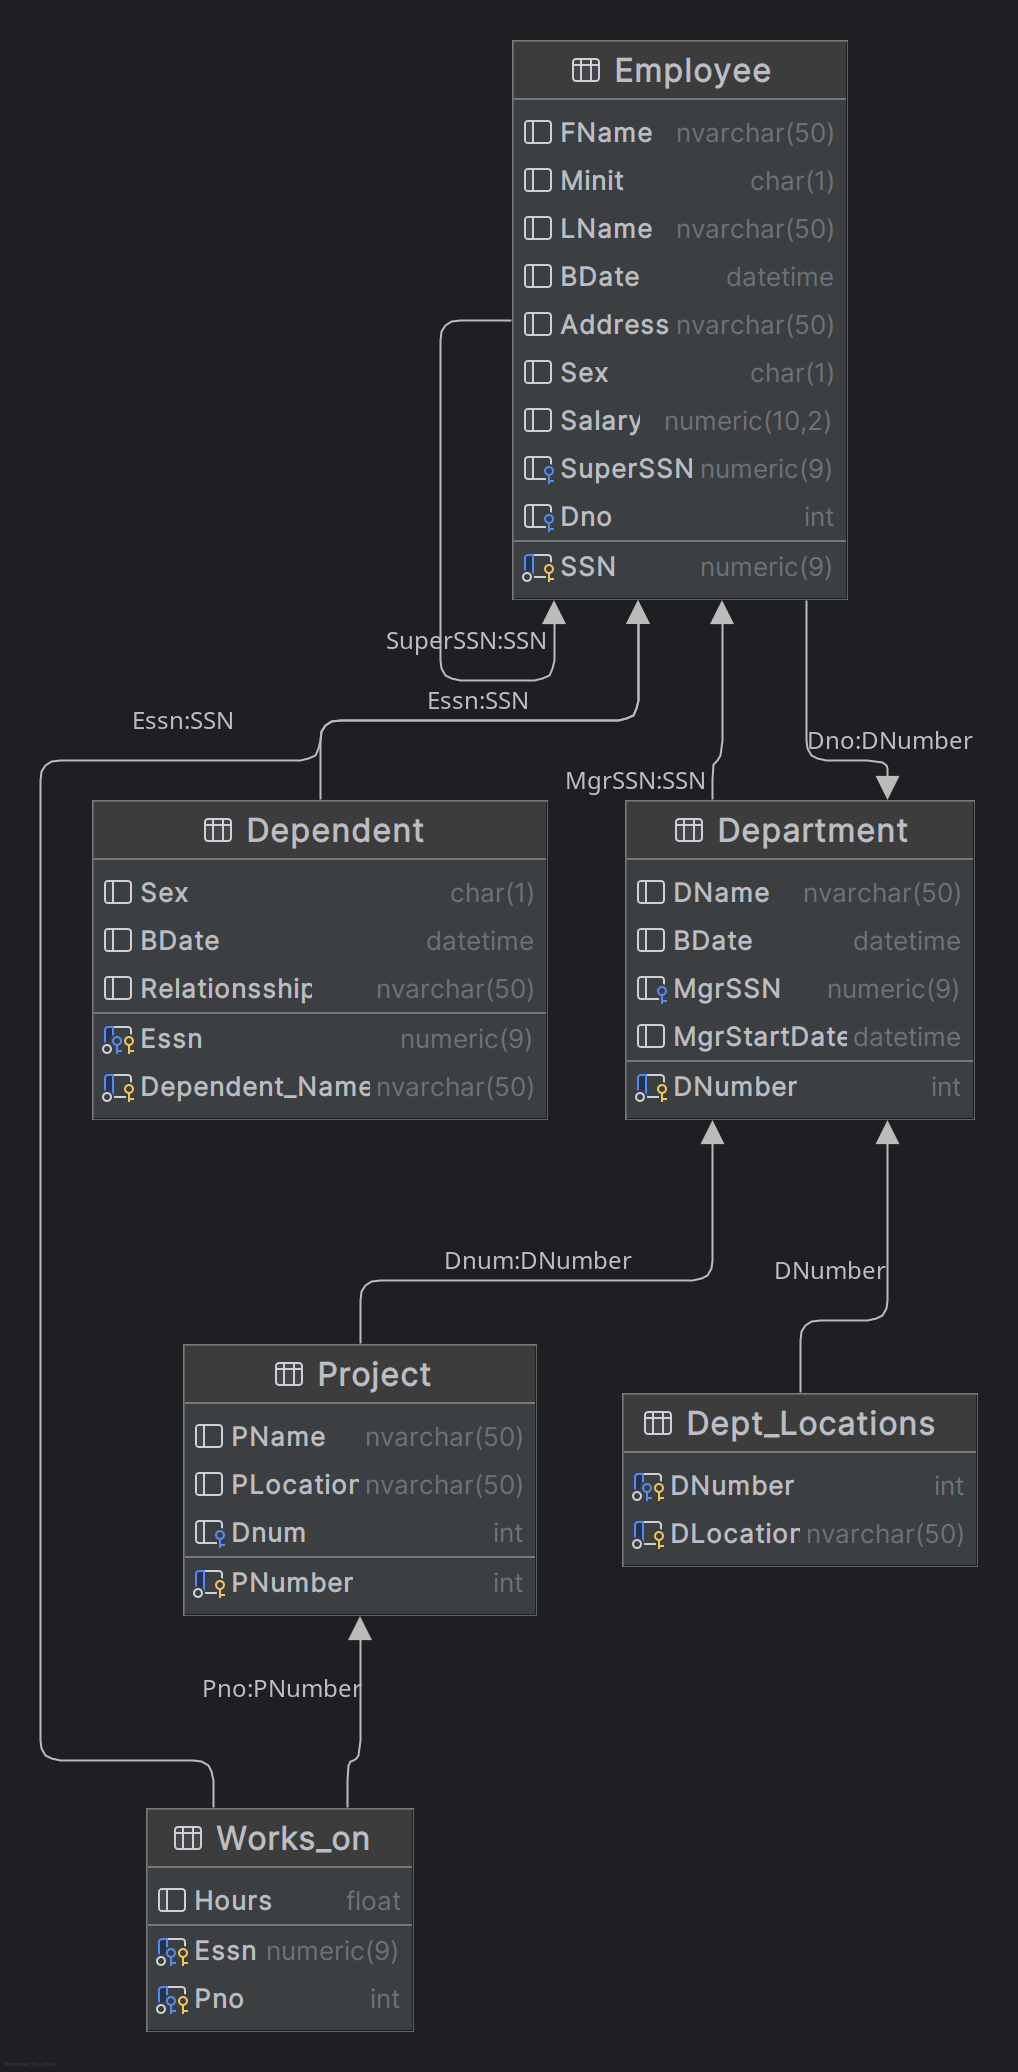 Employee
FName nvarchar(50)
Minit char(1)
LName nvarchar(50)
BDate datetime
Address nvarchar(50)
Sex char(1)
Salary numeric(10,2)
SuperSSN numeric(9)
Dno int
SSN numeric(9)
SuperSSN:SSN
Essn:SSN
Essn:SSN
Dno:DNumber
MgrSSN:SSN
Dependent
Sex char(1)
BDate datetime
Relationsship nvarchar(50)
Essn numeric(9)
Dependent_Name nvarchar(50)
Department
DName nvarchar(50)
BDate datetime
MgrSSN numeric(9)
MgrStartDate datetime
DNumber int
Dnum:DNumber
DNumber
Project
PName nvarchar(50)
PLocation nvarchar(50)
Dnum int
PNumber int
Dept_Locations
DNumber int
DLocation nvarchar(50)
Pno:PNumber
Works_on
Hours float
Essn numeric(9)
Pno int
Powered by yFiles